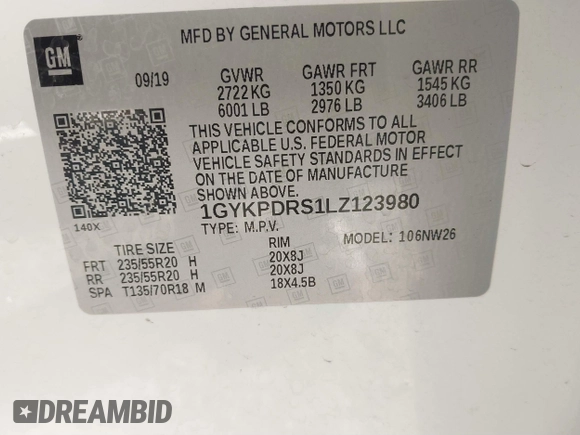 GM
MFD BY GENERAL MOTORS LLC
09/19 GVWR GAWR FRT GAWR RR
2722 KG 1350 KG 1545 KG
6001 LB 2976 LB 3406 LB
THIS VEHICLE CONFORMS TO ALL
APPLICABLE U.S. FEDERAL MOTOR
VEHICLE SAFETY STANDARDS IN EFFECT
ON THE DATE OF MANUFACTURE
SHOWN ABOVE.
1GYKPDRS1LZ123980
140X TYPE: M.P.V. MODEL: 106NW26
TIRE SIZE RIM
FRT 235/55R20 H 20X8J
RR 235/55R20 H 20X8J
SPA T135/70R18 M 18X4.5B
DREAMBID